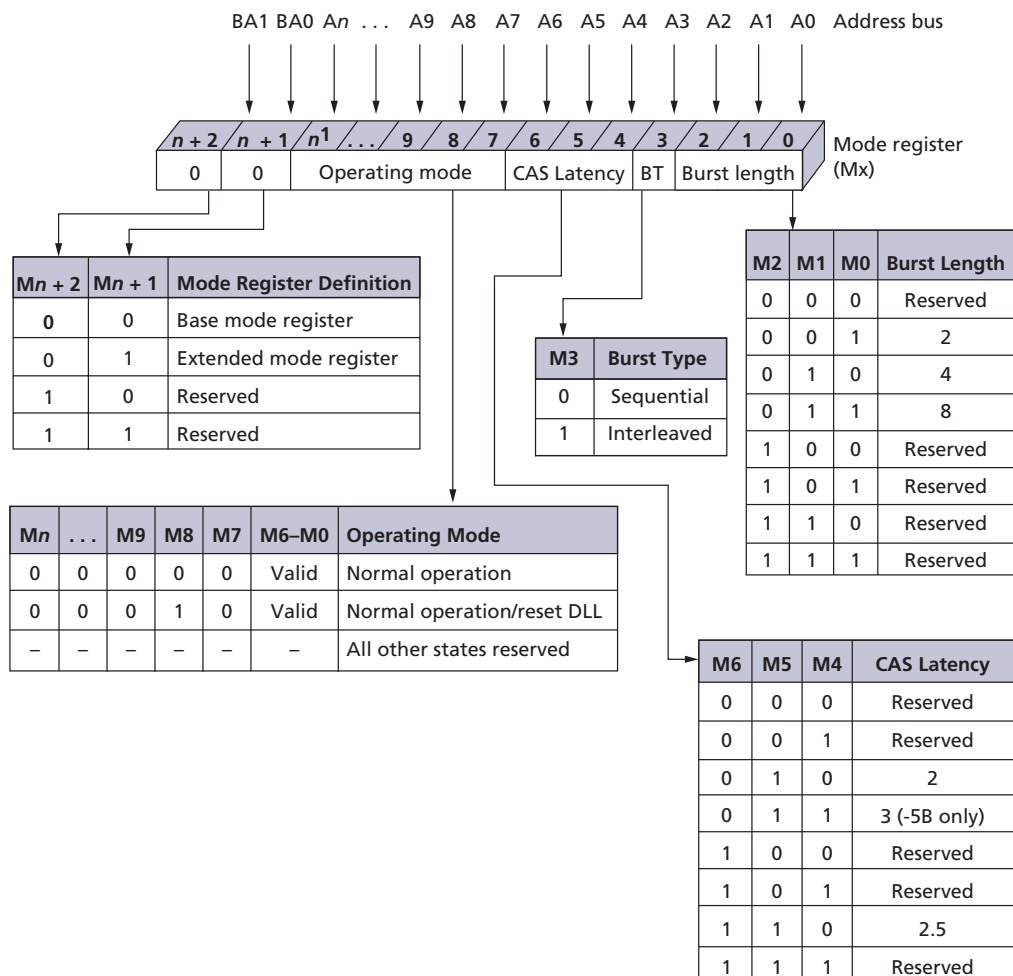 BA1 BA0 An . . . A9 A8 A7 A6 A5 A4 A3 A2 A1 A0 Address bus
n + 2 n + 1 n1 . . . 9 8 7 6 5 4 3 2 1 0
Mode register
(Mx)
0 0 Operating mode CAS Latency BT Burst length
Mn + 2 Mn + 1 Mode Register Definition
0 0 Base mode register
0 1 Extended mode register
1 0 Reserved
1 1 Reserved
M3 Burst Type
0 Sequential
1 Interleaved
M2 M1 M0 Burst Length
0 0 0 Reserved
0 0 1 2
0 1 0 4
0 1 1 8
1 0 0 Reserved
1 0 1 Reserved
1 1 0 Reserved
1 1 1 Reserved
Mn . . . M9 M8 M7 M6–M0 Operating Mode
0 0 0 0 0 Valid Normal operation
0 0 0 1 0 Valid Normal operation/reset DLL
– – – – – – All other states reserved
M6 M5 M4 CAS Latency
0 0 0 Reserved
0 0 1 Reserved
0 1 0 2
0 1 1 3 (-5B only)
1 0 0 Reserved
1 0 1 Reserved
1 1 0 2.5
1 1 1 Reserved